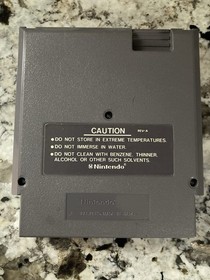 CAUTION
REV-A
• DO NOT STORE IN EXTREME TEMPERATURES.
• DO NOT IMMERSE IN WATER.
• DO NOT CLEAN WITH BENZENE, THINNER,
ALCOHOL OR OTHER SUCH SOLVENTS.
Nintendo
Nintendo